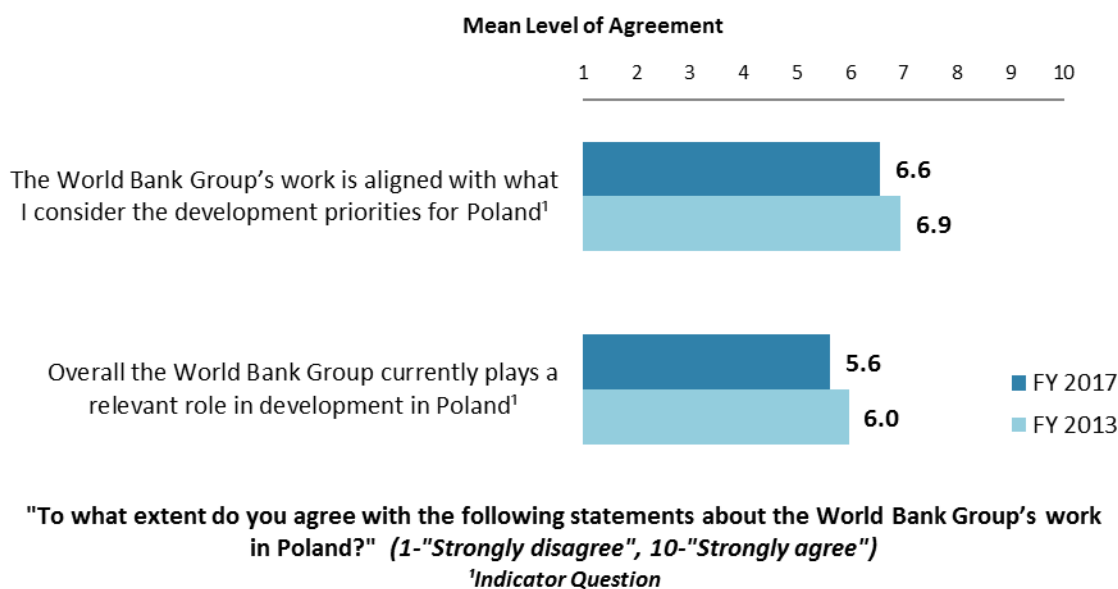 Mean Level of Agreement
1 2 3 4 5 6 7 8 9 10
The World Bank Group’s work is aligned with what
I consider the development priorities for Poland¹
6.6
6.9
Overall the World Bank Group currently plays a
relevant role in development in Poland¹
5.6
6.0
FY 2017
FY 2013
"To what extent do you agree with the following statements about the World Bank Group’s work
in Poland?" (1-"Strongly disagree", 10-"Strongly agree")
¹Indicator Question